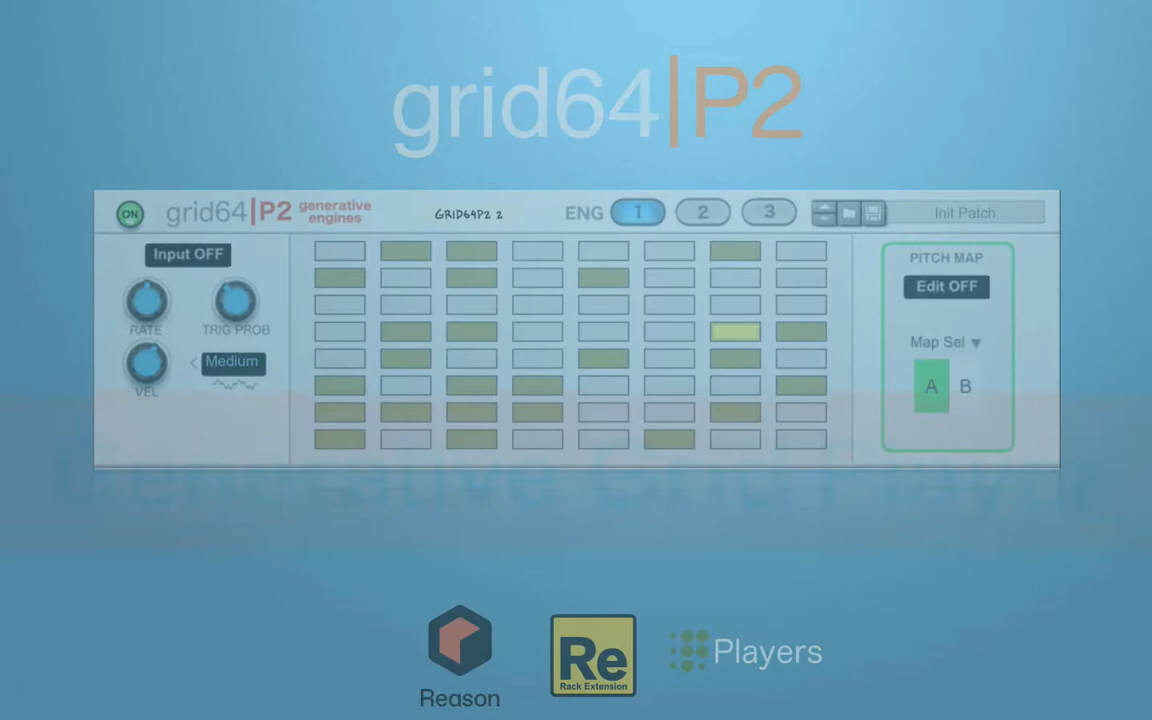 grid64|P2
ON
grid64|P2 generative engines
GRID64P2 2
ENG 1 2 3
Init Patch
Input OFF
RATE
TRIG PROB
VEL
< Medium
PITCH MAP
Edit OFF
Map Sel ▼
A B
Reason
Re
Rack Extension
Players